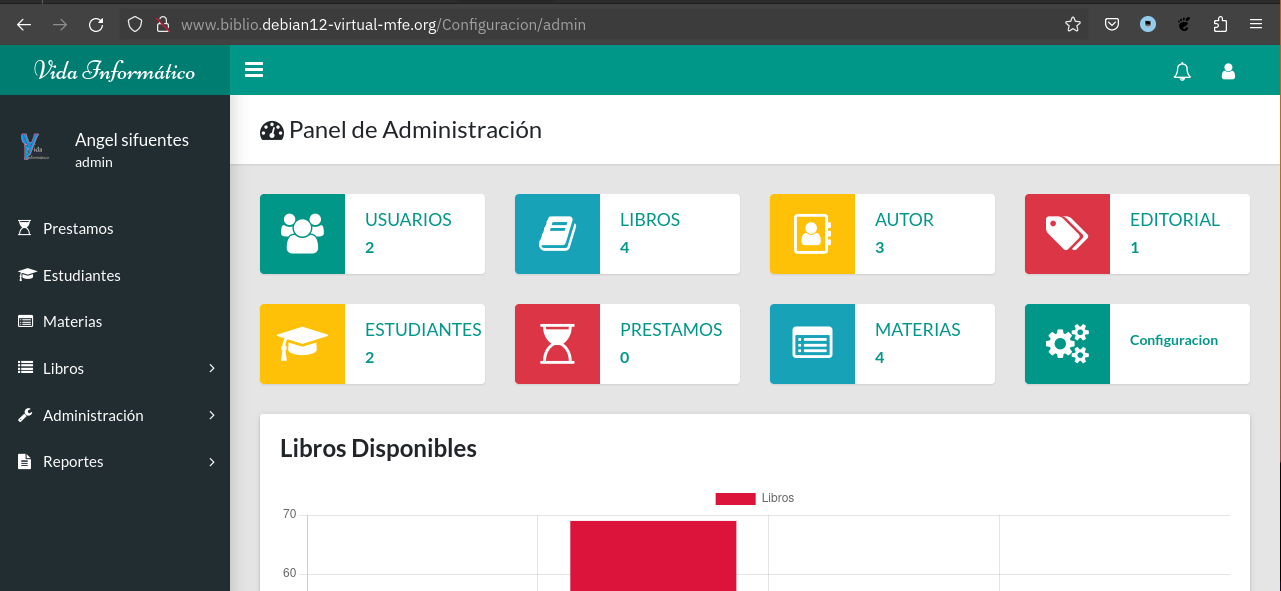 www.biblio.debian12-virtual-mfe.org/Configuracion/admin
Vida Informático
Angel sifuentes
admin
Prestamos
Estudiantes
Materias
Libros
Administración
Reportes
Panel de Administración
USUARIOS
2
LIBROS
4
AUTOR
3
EDITORIAL
1
ESTUDIANTES
2
PRESTAMOS
0
MATERIAS
4
Configuracion
Libros Disponibles
Libros
70
60